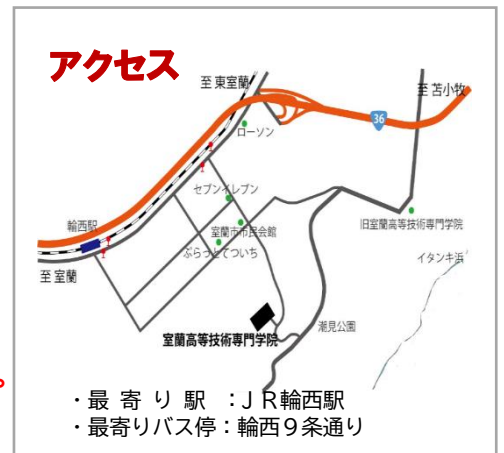 アクセス
至 東室蘭
至 苫小牧
36
ローソン
セブンイレブン
輪西駅
室蘭市市民会館
旧室蘭高等技術専門学院
ぷらっとてついち
イタンキ浜
至 室蘭
潮見公園
室蘭高等技術専門学院
・最 寄 り 駅 :ＪＲ輪西駅
・最寄りバス停:輪西９条通り